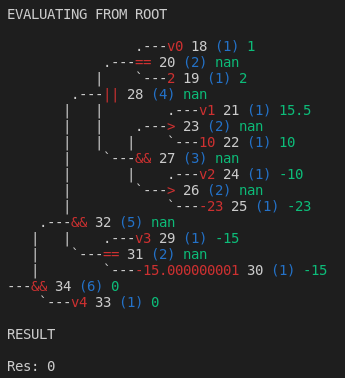 EVALUATING FROM ROOT
.---v0 18 (1) 1
.---== 20 (2) nan
|    `---2 19 (1) 2
.---|| 28 (4) nan
|   |        .---v1 21 (1) 15.5
|   |    .---> 23 (2) nan
|   |   |    `---10 22 (1) 10
|    `---&& 27 (3) nan
|       |    .---v2 24 (1) -10
|        `---> 26 (2) nan
|            `----23 25 (1) -23
.---&& 32 (5) nan
|   |    .---v3 29 (1) -15
|    `---== 31 (2) nan
|        `----15.000000001 30 (1) -15
---&& 34 (6) 0
`---v4 33 (1) 0
RESULT
Res: 0